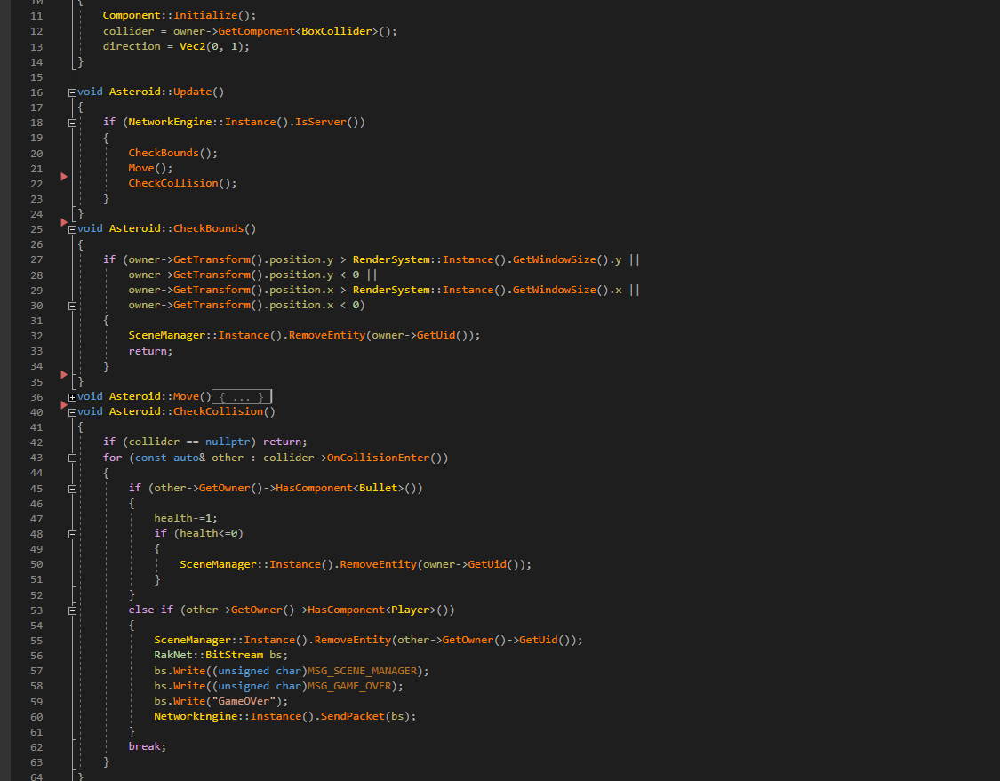 10 {
11 Component::Initialize();
12 collider = owner->GetComponent<BoxCollider>();
13 direction = Vec2(0, 1);
14 }
15
16 void Asteroid::Update()
17 {
18 if (NetworkEngine::Instance().IsServer())
19 {
20 CheckBounds();
21 Move();
22 CheckCollision();
23 }
24 }
25 void Asteroid::CheckBounds()
26 {
27 if (owner->GetTransform().position.y > RenderSystem::Instance().GetWindowSize().y ||
28 owner->GetTransform().position.y < 0 ||
29 owner->GetTransform().position.x > RenderSystem::Instance().GetWindowSize().x ||
30 owner->GetTransform().position.x < 0)
31 {
32 SceneManager::Instance().RemoveEntity(owner->GetUid());
33 return;
34 }
35 }
36 void Asteroid::Move(){ ... }
40 void Asteroid::CheckCollision()
41 {
42 if (collider == nullptr) return;
43 for (const auto& other : collider->OnCollisionEnter())
44 {
45 if (other->GetOwner()->HasComponent<Bullet>())
46 {
47 health-=1;
48 if (health<=0)
49 {
50 SceneManager::Instance().RemoveEntity(owner->GetUid());
51 }
52 }
53 else if (other->GetOwner()->HasComponent<Player>())
54 {
55 SceneManager::Instance().RemoveEntity(other->GetOwner()->GetUid());
56 RakNet::BitStream bs;
57 bs.Write((unsigned char)MSG_SCENE_MANAGER);
58 bs.Write((unsigned char)MSG_GAME_OVER);
59 bs.Write("GameOVer");
60 NetworkEngine::Instance().SendPacket(bs);
61 }
62 break;
63 }
64 }